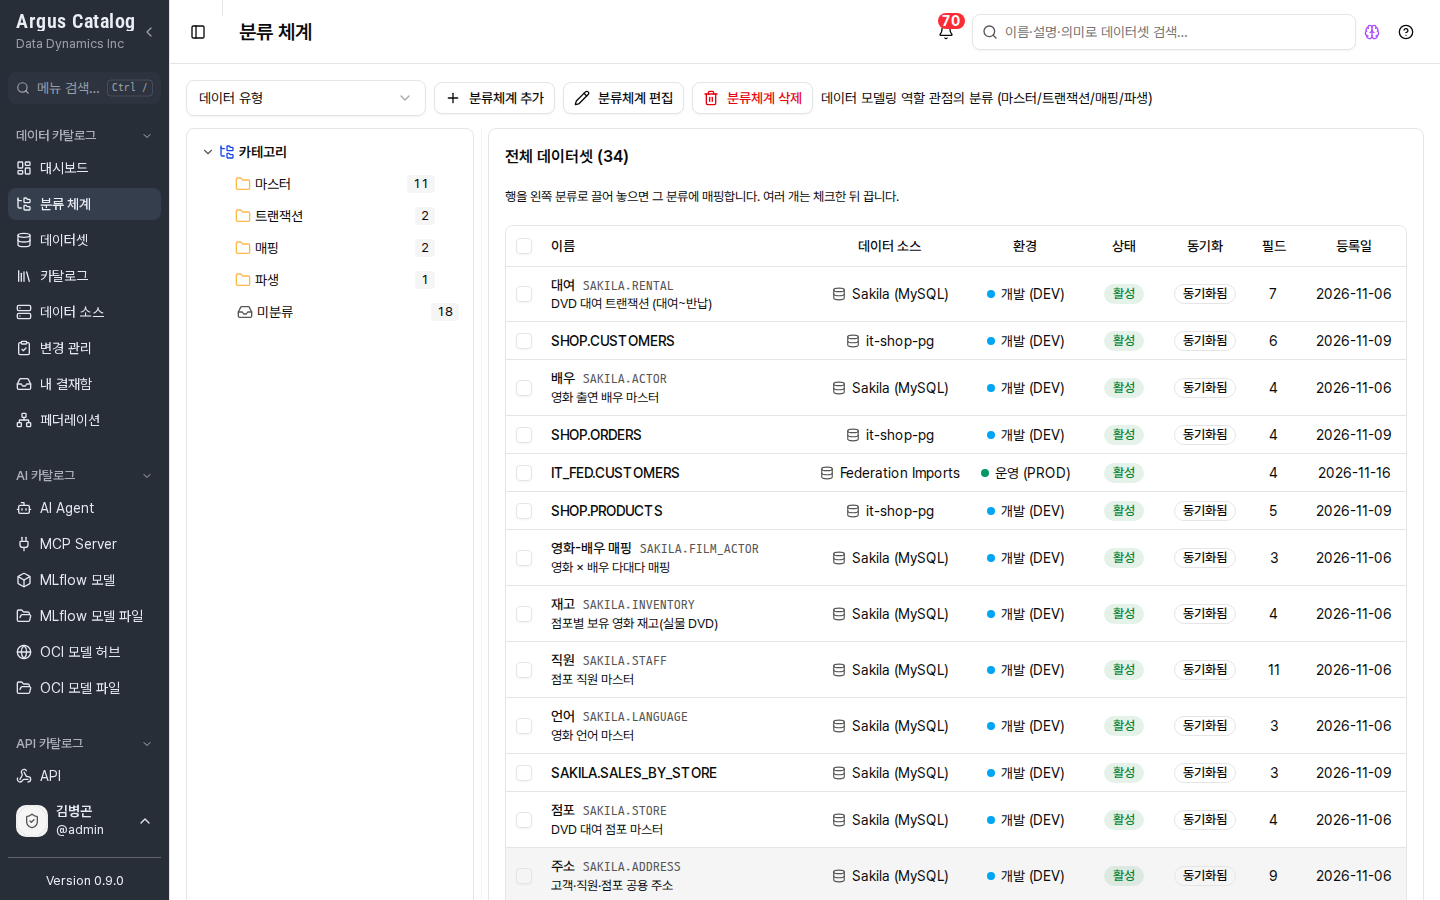 Argus Catalog
Data Dynamics Inc
메뉴 검색... Ctrl /
데이터 카탈로그
대시보드
분류 체계
데이터셋
카탈로그
데이터 소스
변경 관리
내 결재함
페더레이션
AI 카탈로그
AI Agent
MCP Server
MLflow 모델
MLflow 모델 파일
OCI 모델 허브
OCI 모델 파일
API 카탈로그
API
김병곤
@admin
Version 0.9.0
분류 체계
70
이름·설명·의미로 데이터셋 검색...
데이터 유형
분류체계 추가
분류체계 편집
분류체계 삭제
데이터 모델링 역할 관점의 분류 (마스터/트랜잭션/매핑/파생)
카테고리
마스터 11
트랜잭션 2
매핑 2
파생 1
미분류 18
전체 데이터셋 (34)
행을 왼쪽 분류로 끌어 놓으면 그 분류에 매핑합니다. 여러 개는 체크한 뒤 끕니다.
이름 데이터 소스 환경 상태 동기화 필드 등록일
대여 SAKILA.RENTAL Sakila (MySQL) 개발 (DEV) 활성 동기화됨 7 2026-11-06
DVD 대여 트랜잭션 (대여~반납)
SHOP.CUSTOMERS it-shop-pg 개발 (DEV) 활성 동기화됨 6 2026-11-09
배우 SAKILA.ACTOR Sakila (MySQL) 개발 (DEV) 활성 동기화됨 4 2026-11-06
영화 출연 배우 마스터
SHOP.ORDERS it-shop-pg 개발 (DEV) 활성 동기화됨 4 2026-11-09
IT_FED.CUSTOMERS Federation Imports 운영 (PROD) 활성 4 2026-11-16
SHOP.PRODUCTS it-shop-pg 개발 (DEV) 활성 동기화됨 5 2026-11-09
영화-배우 매핑 SAKILA.FILM_ACTOR Sakila (MySQL) 개발 (DEV) 활성 동기화됨 3 2026-11-06
영화 × 배우 다대다 매핑
재고 SAKILA.INVENTORY Sakila (MySQL) 개발 (DEV) 활성 동기화됨 4 2026-11-06
점포별 보유 영화 재고(실물 DVD)
직원 SAKILA.STAFF Sakila (MySQL) 개발 (DEV) 활성 동기화됨 11 2026-11-06
점포 직원 마스터
언어 SAKILA.LANGUAGE Sakila (MySQL) 개발 (DEV) 활성 동기화됨 3 2026-11-06
영화 언어 마스터
SAKILA.SALES_BY_STORE Sakila (MySQL) 개발 (DEV) 활성 동기화됨 3 2026-11-09
점포 SAKILA.STORE Sakila (MySQL) 개발 (DEV) 활성 동기화됨 4 2026-11-06
DVD 대여 점포 마스터
주소 SAKILA.ADDRESS Sakila (MySQL) 개발 (DEV) 활성 동기화됨 9 2026-11-06
고객·직원·점포 공용 주소